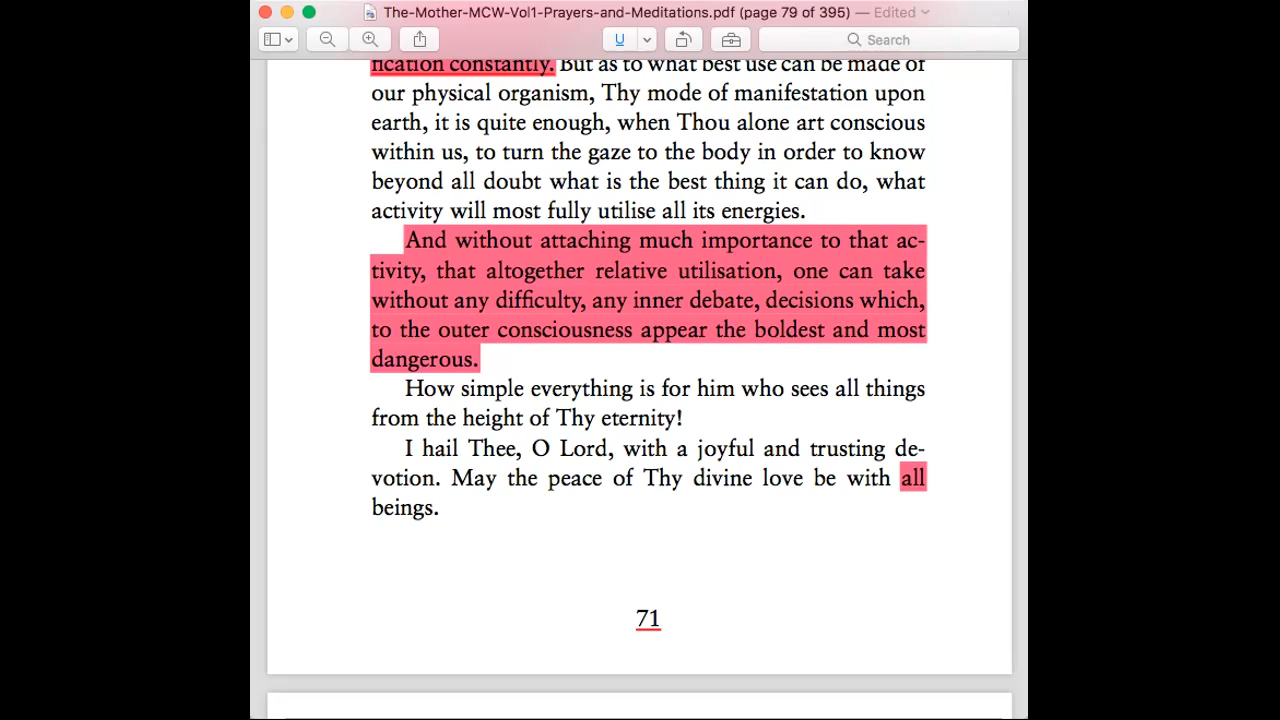 The-Mother-MCW-Vol1-Prayers-and-Meditations.pdf (page 79 of 395) — Edited
U
Search
fication constantly. But as to what best use can be made of
our physical organism, Thy mode of manifestation upon
earth, it is quite enough, when Thou alone art conscious
within us, to turn the gaze to the body in order to know
beyond all doubt what is the best thing it can do, what
activity will most fully utilise all its energies.
And without attaching much importance to that ac-
tivity, that altogether relative utilisation, one can take
without any difficulty, any inner debate, decisions which,
to the outer consciousness appear the boldest and most
dangerous.
How simple everything is for him who sees all things
from the height of Thy eternity!
I hail Thee, O Lord, with a joyful and trusting de-
votion. May the peace of Thy divine love be with all
beings.
71